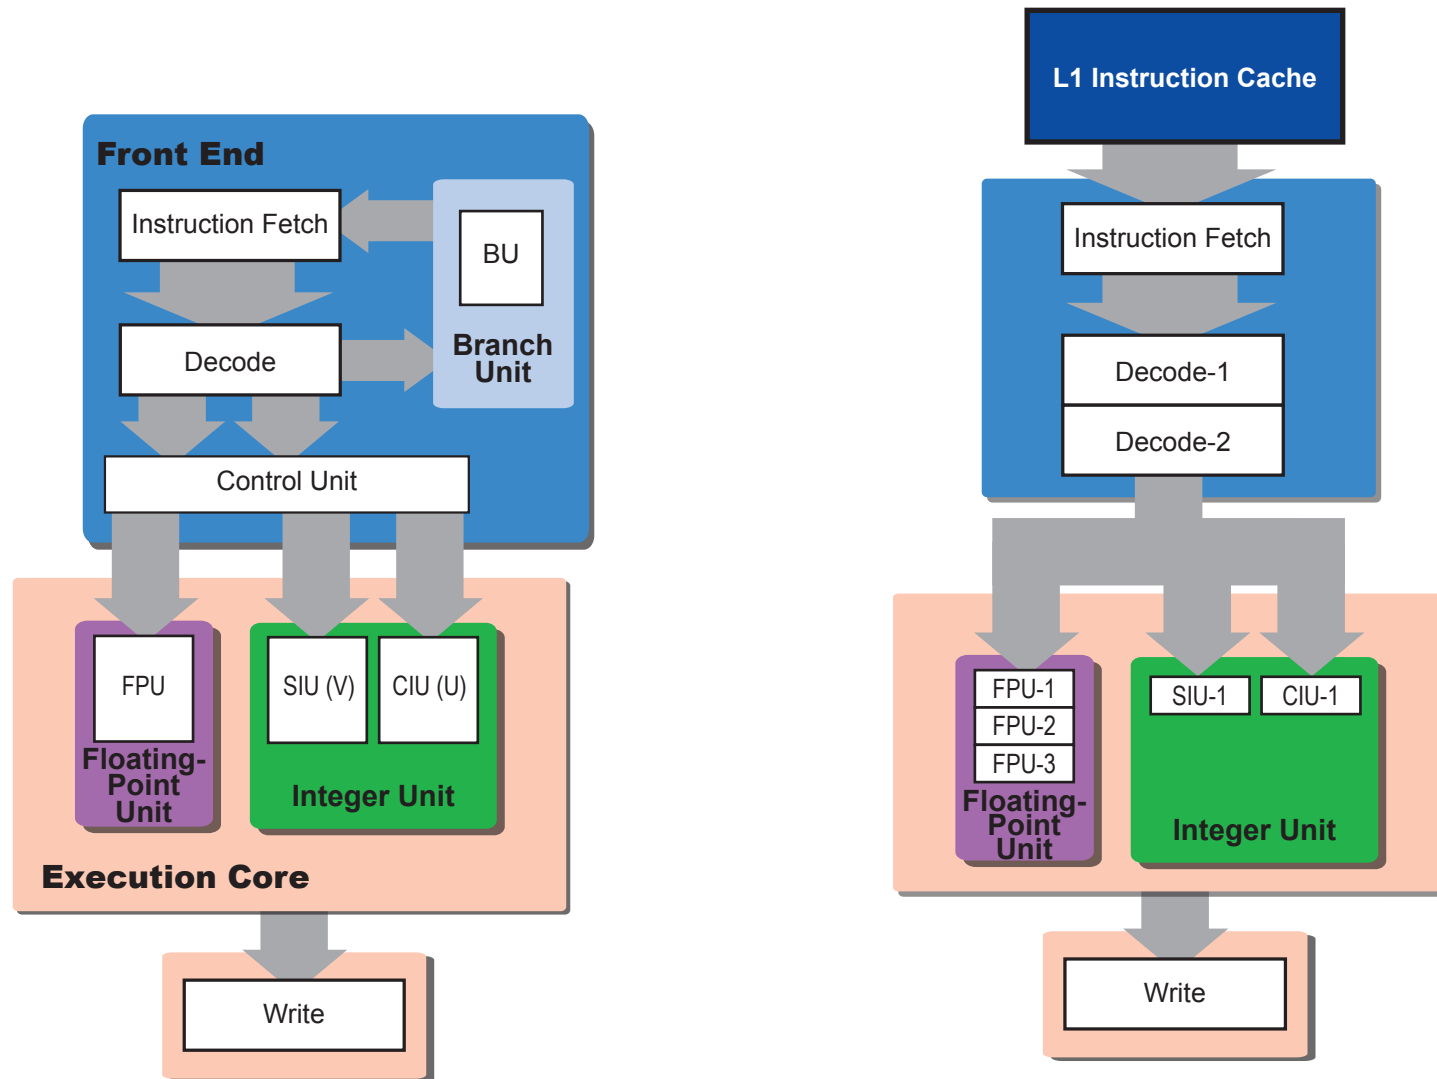 Front End
Instruction Fetch
BU
Branch
Unit
Decode
Control Unit
FPU
SIU (V)
CIU (U)
Floating-
Point
Unit
Integer Unit
Execution Core
Write
L1 Instruction Cache
Instruction Fetch
Decode-1
Decode-2
FPU-1
FPU-2
FPU-3
SIU-1
CIU-1
Floating-
Point
Unit
Integer Unit
Write